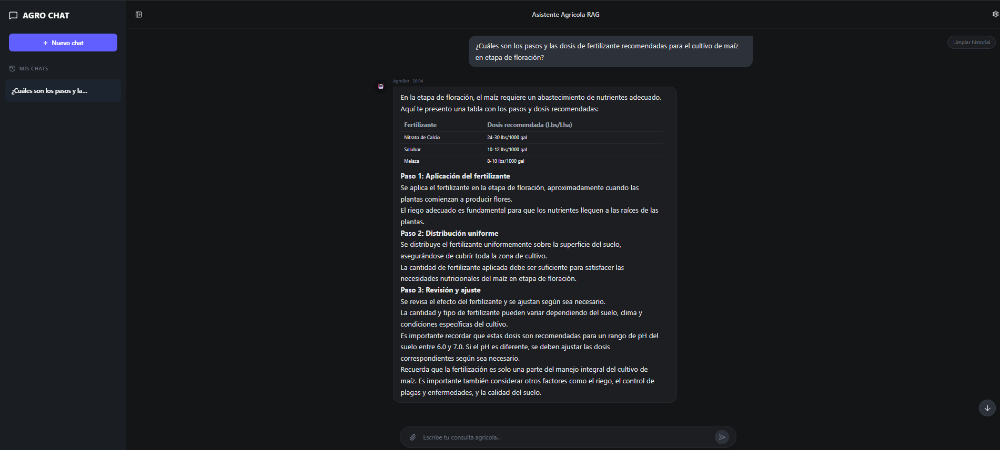 AGRO CHAT
+ Nuevo chat
MIS CHATS
¿Cuáles son los pasos y la...
Asistente Agrícola RAG
Limpiar historial
¿Cuáles son los pasos y las dosis de fertilizante recomendadas para el cultivo de maíz
en etapa de floración?
AgroBot 20:04
En la etapa de floración, el maíz requiere un abastecimiento de nutrientes adecuado.
Aquí te presento una tabla con los pasos y dosis recomendadas:
Fertilizante Dosis recomendada (Lbs/Lha)
Nitrato de Calcio 24-30 lbs/1000 gal
Solubor 10-12 lbs/1000 gal
Melaza 8-10 lbs/1000 gal
Paso 1: Aplicación del fertilizante
Se aplica el fertilizante en la etapa de floración, aproximadamente cuando las
plantas comienzan a producir flores.
El riego adecuado es fundamental para que los nutrientes lleguen a las raíces de las
plantas.
Paso 2: Distribución uniforme
Se distribuye el fertilizante uniformemente sobre la superficie del suelo,
asegurándose de cubrir toda la zona de cultivo.
La cantidad de fertilizante aplicada debe ser suficiente para satisfacer las
necesidades nutricionales del maíz en etapa de floración.
Paso 3: Revisión y ajuste
Se revisa el efecto del fertilizante y se ajustan según sea necesario.
La cantidad y tipo de fertilizante pueden variar dependiendo del suelo, clima y
condiciones específicas del cultivo.
Es importante recordar que estas dosis son recomendadas para un rango de pH del
suelo entre 6.0 y 7.0. Si el pH es diferente, se deben ajustar las dosis
correspondientes según sea necesario.
Recuerda que la fertilización es solo una parte del manejo integral del cultivo de
maíz. Es importante también considerar otros factores como el riego, el control de
plagas y enfermedades, y la calidad del suelo.
Escribe tu consulta agrícola...